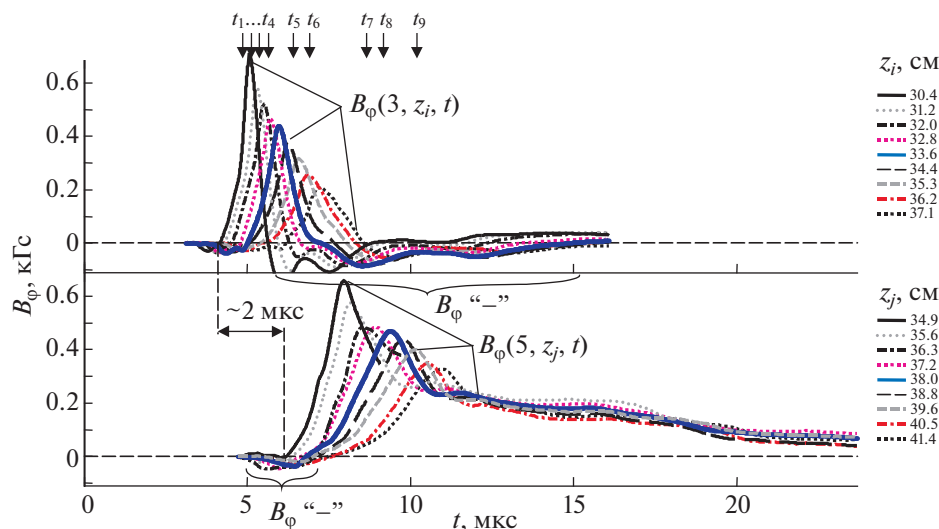 t₁...t₄ t₅ t₆ t₇ t₈ t₉
zᵢ, см
0.6
0.4
0.2
0
Bφ(3, zᵢ, t)
30.4
31.2
32.0
32.8
33.6
34.4
35.3
36.2
37.1
Bφ, кГс
Bφ “–”
~2 мкс
zⱼ, см
0.6
0.4
0.2
0
Bφ(5, zⱼ, t)
34.9
35.6
36.3
37.2
38.0
38.8
39.6
40.5
41.4
Bφ “–”
0 5 10 15 20
t, мкс